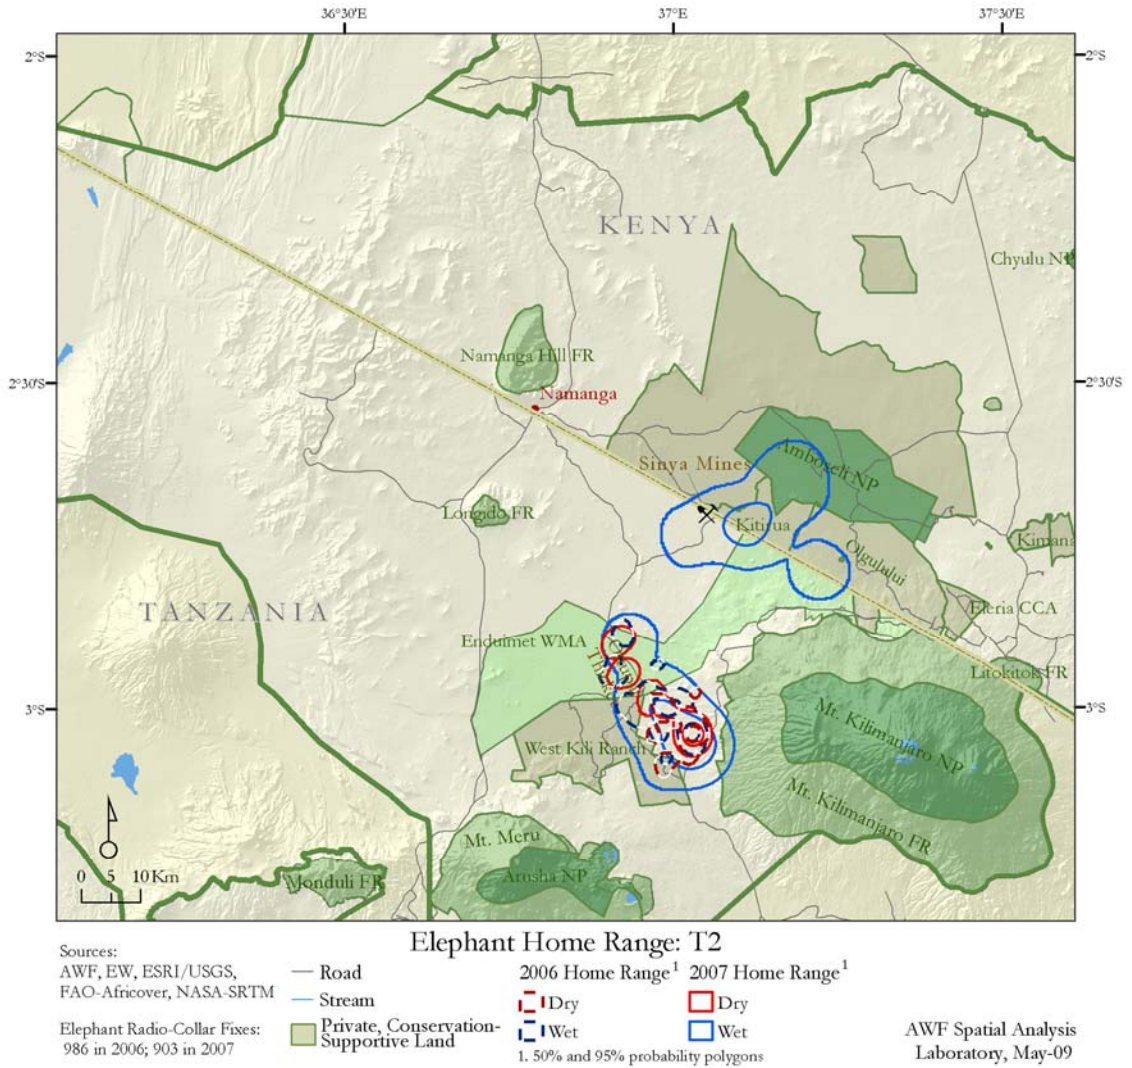 36°30'E 37°E 37°30'E
2°S 2°S
KENYA
Chyulu NP
Namanga Hill FR
2°30'S 2°30'S
Namanga
Amboseli NP
Sinya Mines
Longido FR
Kitirua
Kimana
Olgulului
TANZANIA
Eleria CCA
Enduimet WMA
Litokitok FR
3°S 3°S
Mt. Kilimanjaro NP
West Kili Ranch
Mt. Kilimanjaro FR
Mt. Meru
0 5 10 Km
Monduli FR
Arusha NP
Elephant Home Range: T2
Sources:
AWF, EW, ESRI/USGS,
FAO-Africover, NASA-SRTM
Elephant Radio-Collar Fixes:
986 in 2006; 903 in 2007
Road
Stream
Private, Conservation-
Supportive Land
2006 Home Range¹
Dry
Wet
2007 Home Range¹
Dry
Wet
1. 50% and 95% probability polygons
AWF Spatial Analysis
Laboratory, May-09